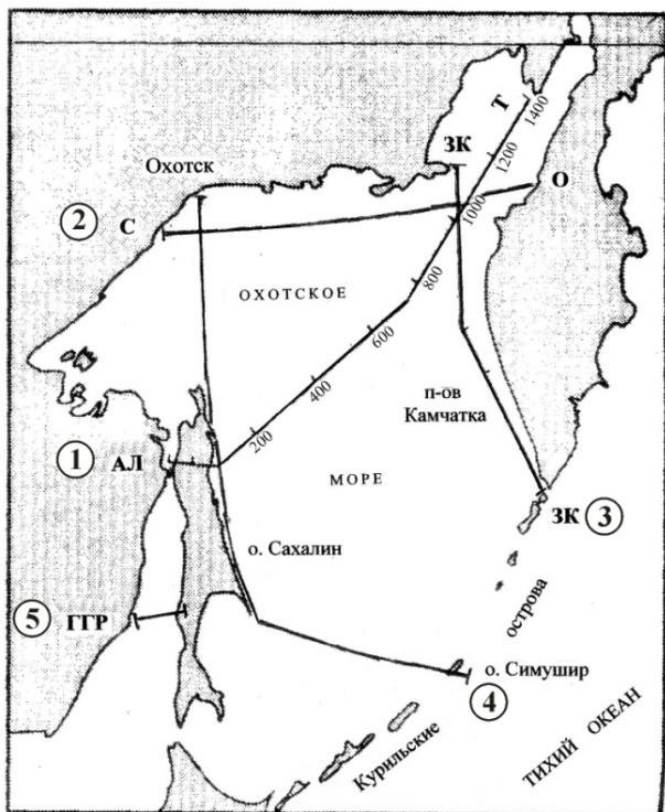 Т
1400
ЗК
1200
Охотск
О
1000
2 С
800
ОХОТСКОЕ
600
п-ов
Камчатка
400
200
1 АЛ
МОРЕ
ЗК 3
о. Сахалин
острова
5 ГГР
о. Симушир
4
Курильские
ТИХИЙ ОКЕАН